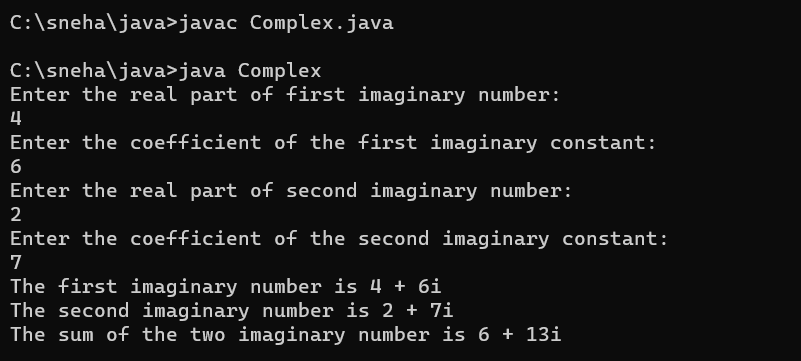 C:\sneha\java>javac Complex.java
C:\sneha\java>java Complex
Enter the real part of first imaginary number:
4
Enter the coefficient of the first imaginary constant:
6
Enter the real part of second imaginary number:
2
Enter the coefficient of the second imaginary constant:
7
The first imaginary number is 4 + 6i
The second imaginary number is 2 + 7i
The sum of the two imaginary number is 6 + 13i